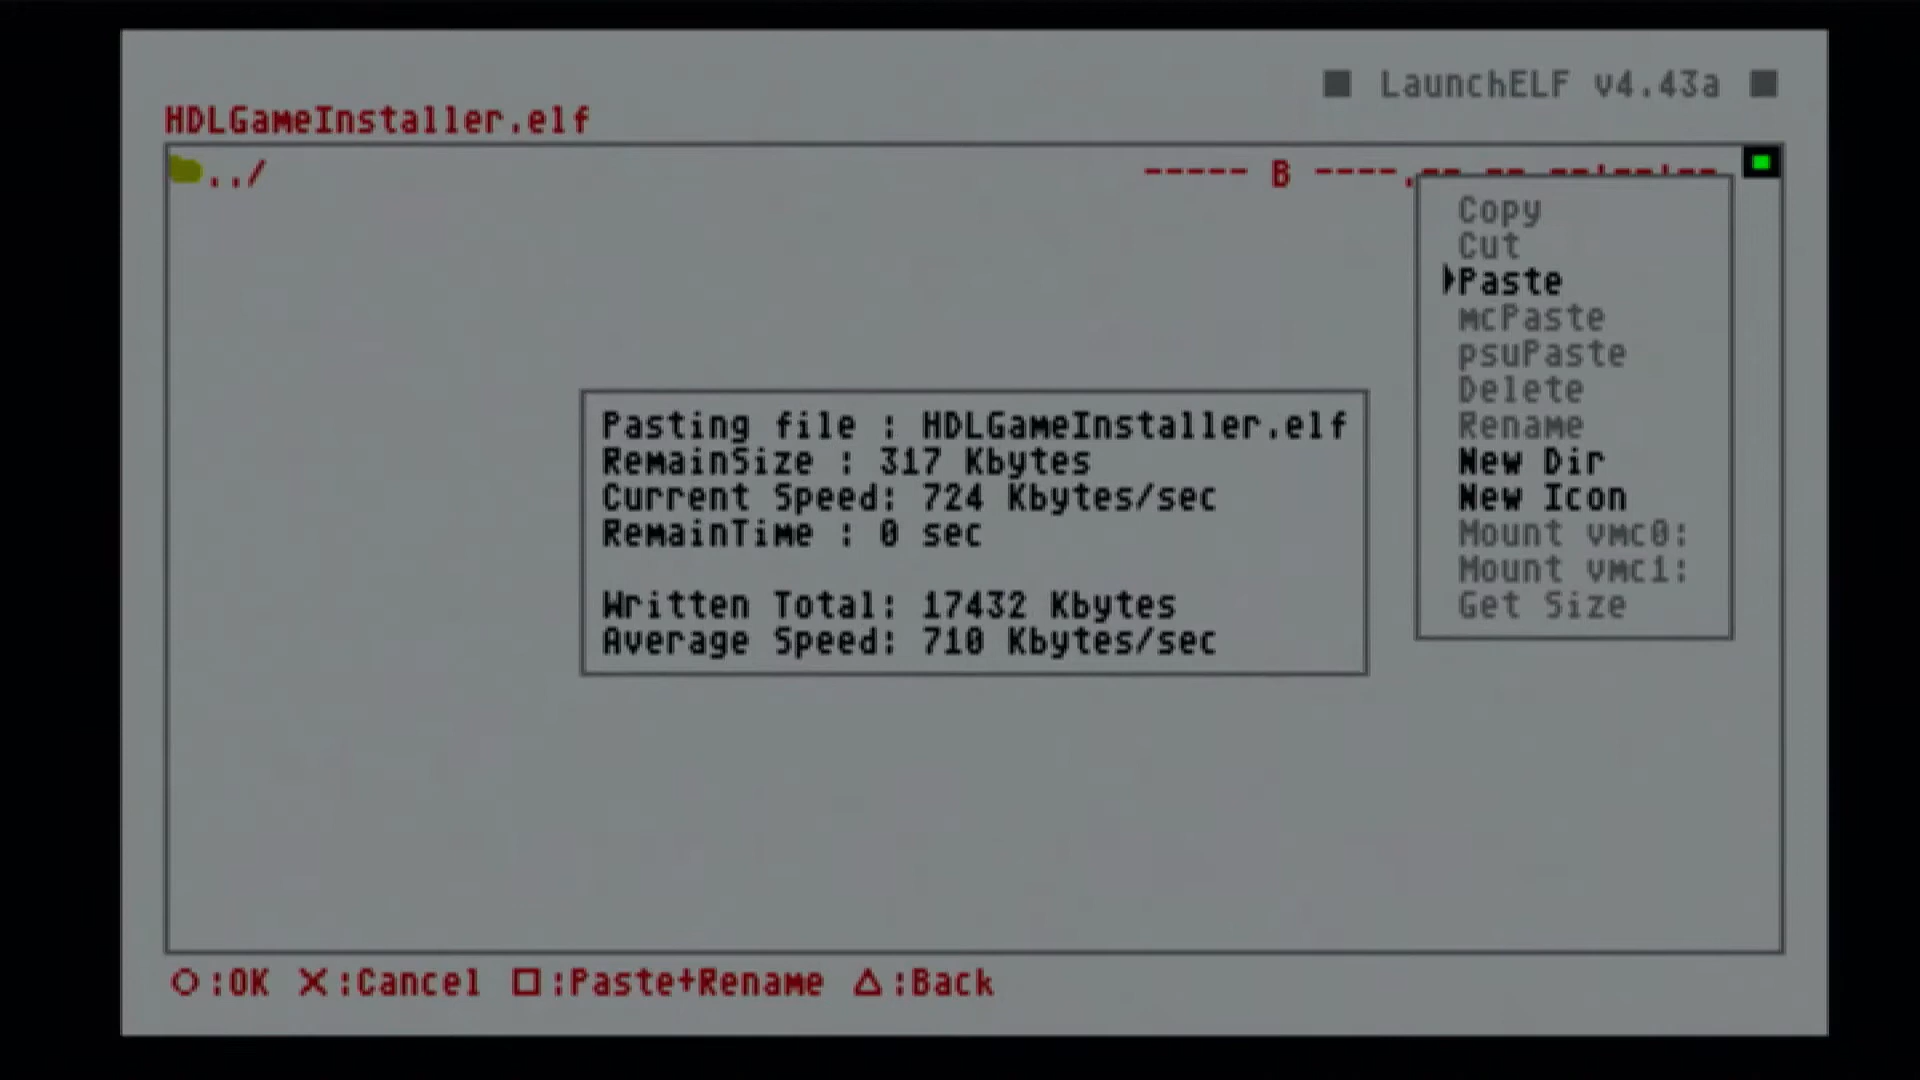 LaunchELF v4.43a
HDLGameInstaller.elf
../
----- B ----.-- -- --:--:--
Copy
Cut
Paste
mcPaste
psuPaste
Delete
Rename
New Dir
New Icon
Mount vmc0:
Mount vmc1:
Get Size
Pasting file : HDLGameInstaller.elf
RemainSize : 317 Kbytes
Current Speed: 724 Kbytes/sec
RemainTime : 0 sec
Written Total: 17432 Kbytes
Average Speed: 710 Kbytes/sec
○:OK ×:Cancel □:Paste+Rename △:Back